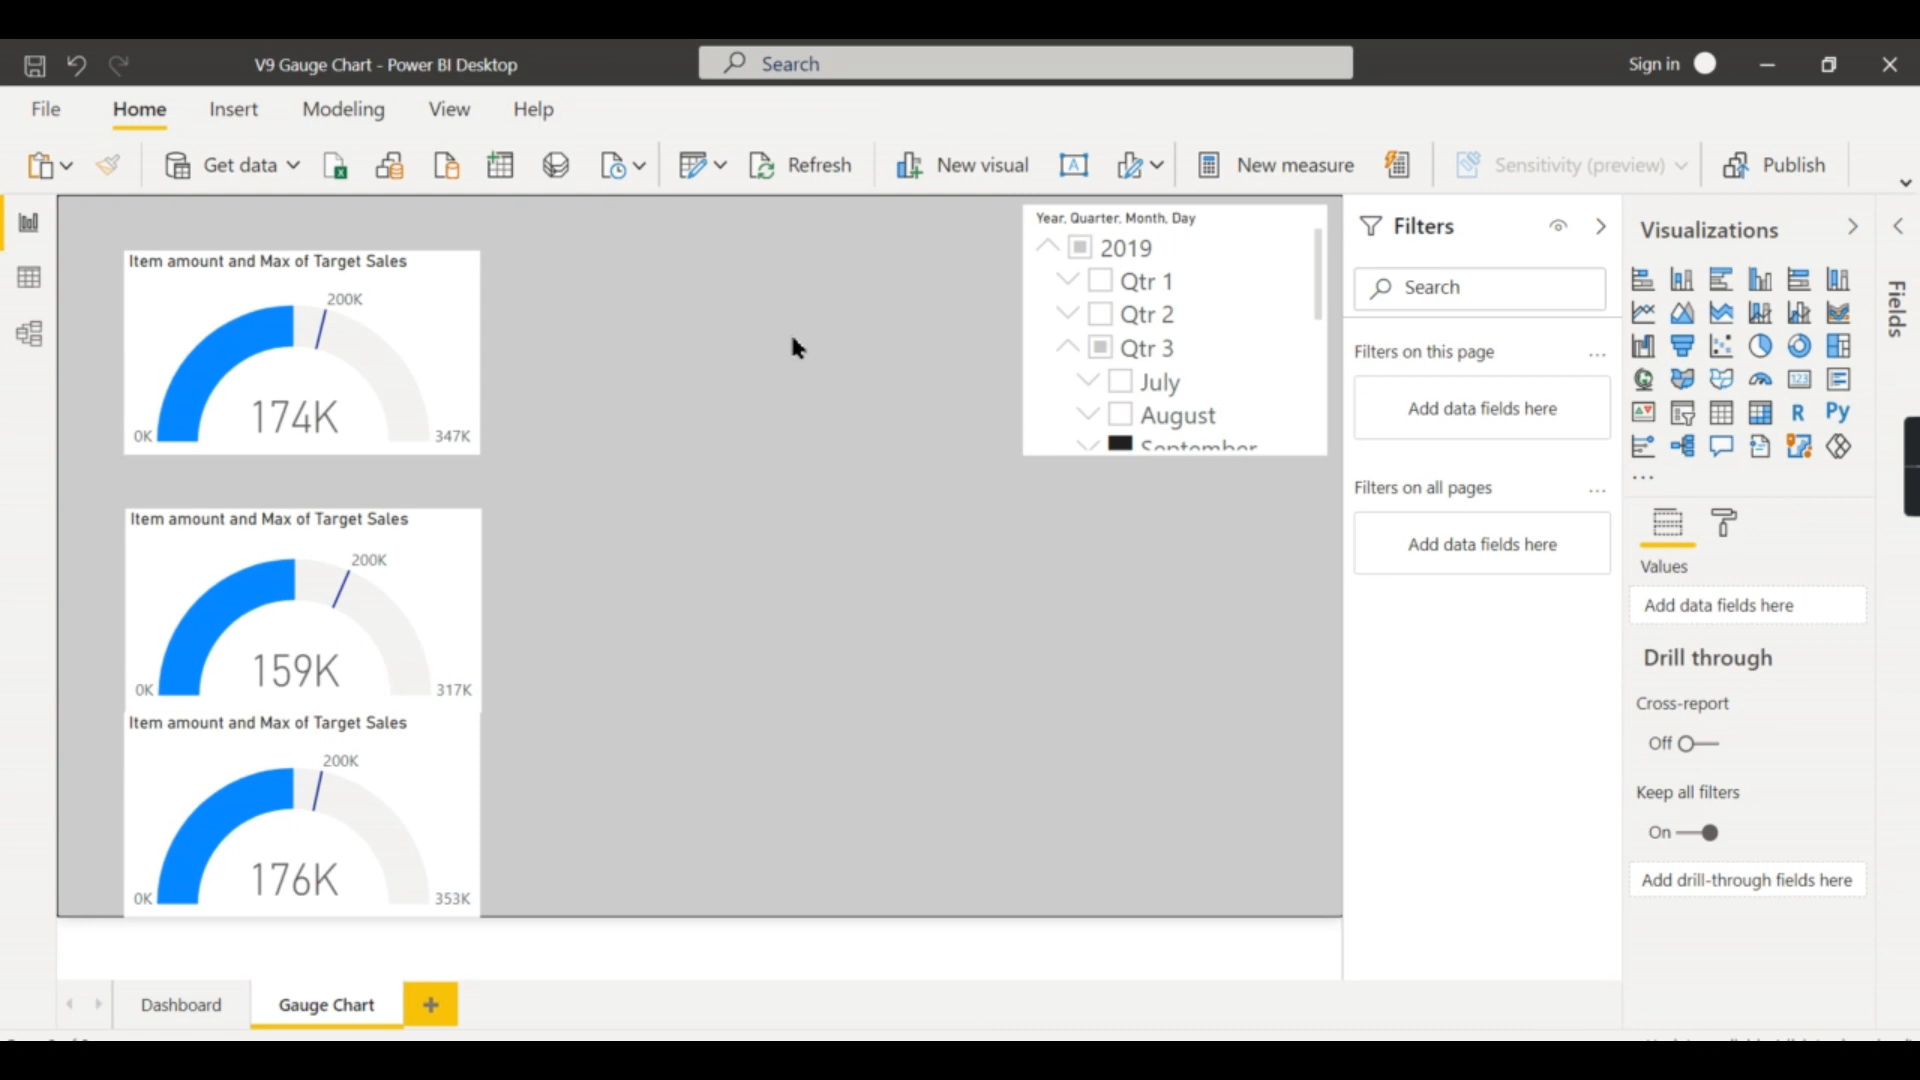 V9 Gauge Chart - Power BI Desktop
Search
Sign in
File Home Insert Modeling View Help
Get data
Refresh
New visual
A
New measure
Sensitivity (preview)
Publish
Item amount and Max of Target Sales
200K
174K
0K
347K
Item amount and Max of Target Sales
200K
159K
0K
317K
Item amount and Max of Target Sales
200K
176K
0K
353K
Year, Quarter, Month, Day
2019
Qtr 1
Qtr 2
Qtr 3
July
August
September
Filters
Search
Filters on this page
...
Add data fields here
Filters on all pages
...
Add data fields here
Visualizations
123
R
Py
...
Values
Add data fields here
Drill through
Cross-report
Off
Keep all filters
On
Add drill-through fields here
Fields
Dashboard
Gauge Chart
+